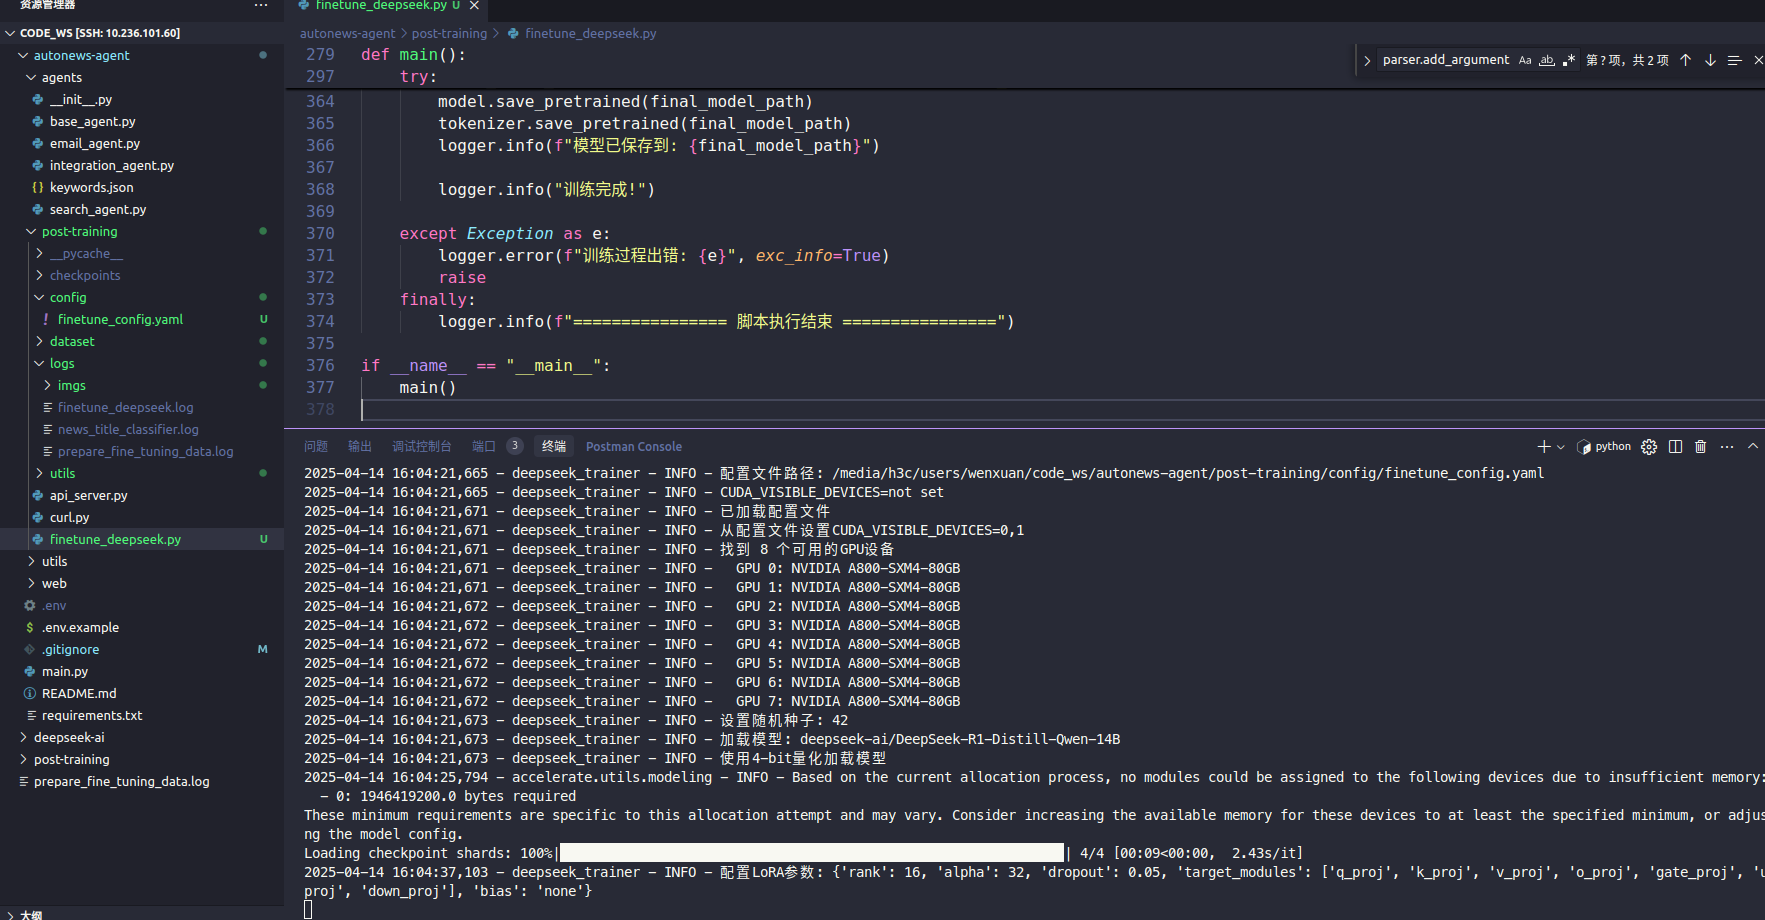 资源管理器
...
CODE_WS [SSH: 10.236.101.60]
autonews-agent
agents
__init__.py
base_agent.py
email_agent.py
integration_agent.py
{} keywords.json
search_agent.py
post-training
__pycache__
checkpoints
config
! finetune_config.yaml U
dataset
logs
imgs
finetune_deepseek.log
news_title_classifier.log
prepare_fine_tuning_data.log
utils
api_server.py
curl.py
finetune_deepseek.py U
utils
web
.env
$ .env.example
.gitignore M
main.py
README.md
requirements.txt
deepseek-ai
post-training
prepare_fine_tuning_data.log
大纲
finetune_deepseek.py U
autonews-agent > post-training > finetune_deepseek.py
parser.add_argument Aa ab .* 第 ? 项，共 2 项
279 def main():
297 try:
364 model.save_pretrained(final_model_path)
365 tokenizer.save_pretrained(final_model_path)
366 logger.info(f"模型已保存到: {final_model_path}")
367
368 logger.info("训练完成!")
369
370 except Exception as e:
371 logger.error(f"训练过程出错: {e}", exc_info=True)
372 raise
373 finally:
374 logger.info(f"================ 脚本执行结束 ================")
375
376 if __name__ == "__main__":
377 main()
378
问题 输出 调试控制台 端口 3 终端 Postman Console
python ...
2025-04-14 16:04:21,665 - deepseek_trainer - INFO - 配置文件路径: /media/h3c/users/wenxuan/code_ws/autonews-agent/post-training/config/finetune_config.yaml
2025-04-14 16:04:21,665 - deepseek_trainer - INFO - CUDA_VISIBLE_DEVICES=not set
2025-04-14 16:04:21,671 - deepseek_trainer - INFO - 已加载配置文件
2025-04-14 16:04:21,671 - deepseek_trainer - INFO - 从配置文件设置CUDA_VISIBLE_DEVICES=0,1
2025-04-14 16:04:21,671 - deepseek_trainer - INFO - 找到 8 个可用的GPU设备
2025-04-14 16:04:21,671 - deepseek_trainer - INFO - GPU 0: NVIDIA A800-SXM4-80GB
2025-04-14 16:04:21,671 - deepseek_trainer - INFO - GPU 1: NVIDIA A800-SXM4-80GB
2025-04-14 16:04:21,672 - deepseek_trainer - INFO - GPU 2: NVIDIA A800-SXM4-80GB
2025-04-14 16:04:21,672 - deepseek_trainer - INFO - GPU 3: NVIDIA A800-SXM4-80GB
2025-04-14 16:04:21,672 - deepseek_trainer - INFO - GPU 4: NVIDIA A800-SXM4-80GB
2025-04-14 16:04:21,672 - deepseek_trainer - INFO - GPU 5: NVIDIA A800-SXM4-80GB
2025-04-14 16:04:21,672 - deepseek_trainer - INFO - GPU 6: NVIDIA A800-SXM4-80GB
2025-04-14 16:04:21,672 - deepseek_trainer - INFO - GPU 7: NVIDIA A800-SXM4-80GB
2025-04-14 16:04:21,673 - deepseek_trainer - INFO - 设置随机种子: 42
2025-04-14 16:04:21,673 - deepseek_trainer - INFO - 加载模型: deepseek-ai/DeepSeek-R1-Distill-Qwen-14B
2025-04-14 16:04:21,673 - deepseek_trainer - INFO - 使用4-bit量化加载模型
2025-04-14 16:04:25,794 - accelerate.utils.modeling - INFO - Based on the current allocation process, no modules could be assigned to the following devices due to insufficient memory:
- 0: 1946419200.0 bytes required
These minimum requirements are specific to this allocation attempt and may vary. Consider increasing the available memory for these devices to at least the specified minimum, or adjus
ng the model config.
Loading checkpoint shards: 100%| | 4/4 [00:09<00:00, 2.43s/it]
2025-04-14 16:04:37,103 - deepseek_trainer - INFO - 配置LoRA参数: {'rank': 16, 'alpha': 32, 'dropout': 0.05, 'target_modules': ['q_proj', 'k_proj', 'v_proj', 'o_proj', 'gate_proj', 'u
proj', 'down_proj'], 'bias': 'none'}